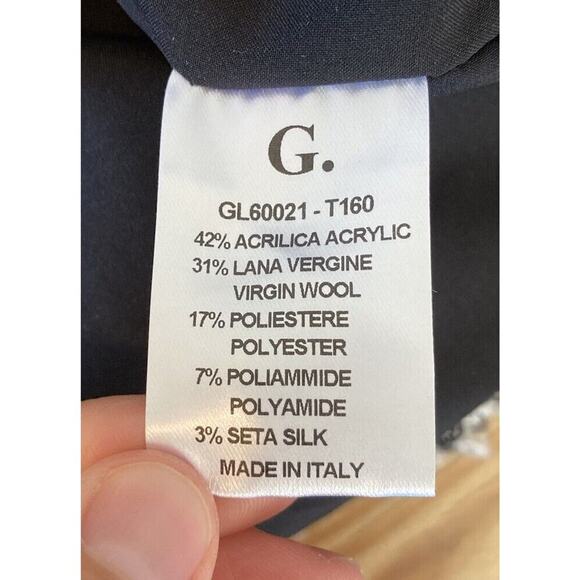 G.
GL60021 - T160
42% ACRILICA ACRYLIC
31% LANA VERGINE
VIRGIN WOOL
17% POLIESTERE
POLYESTER
7% POLIAMMIDE
POLYAMIDE
3% SETA SILK
MADE IN ITALY